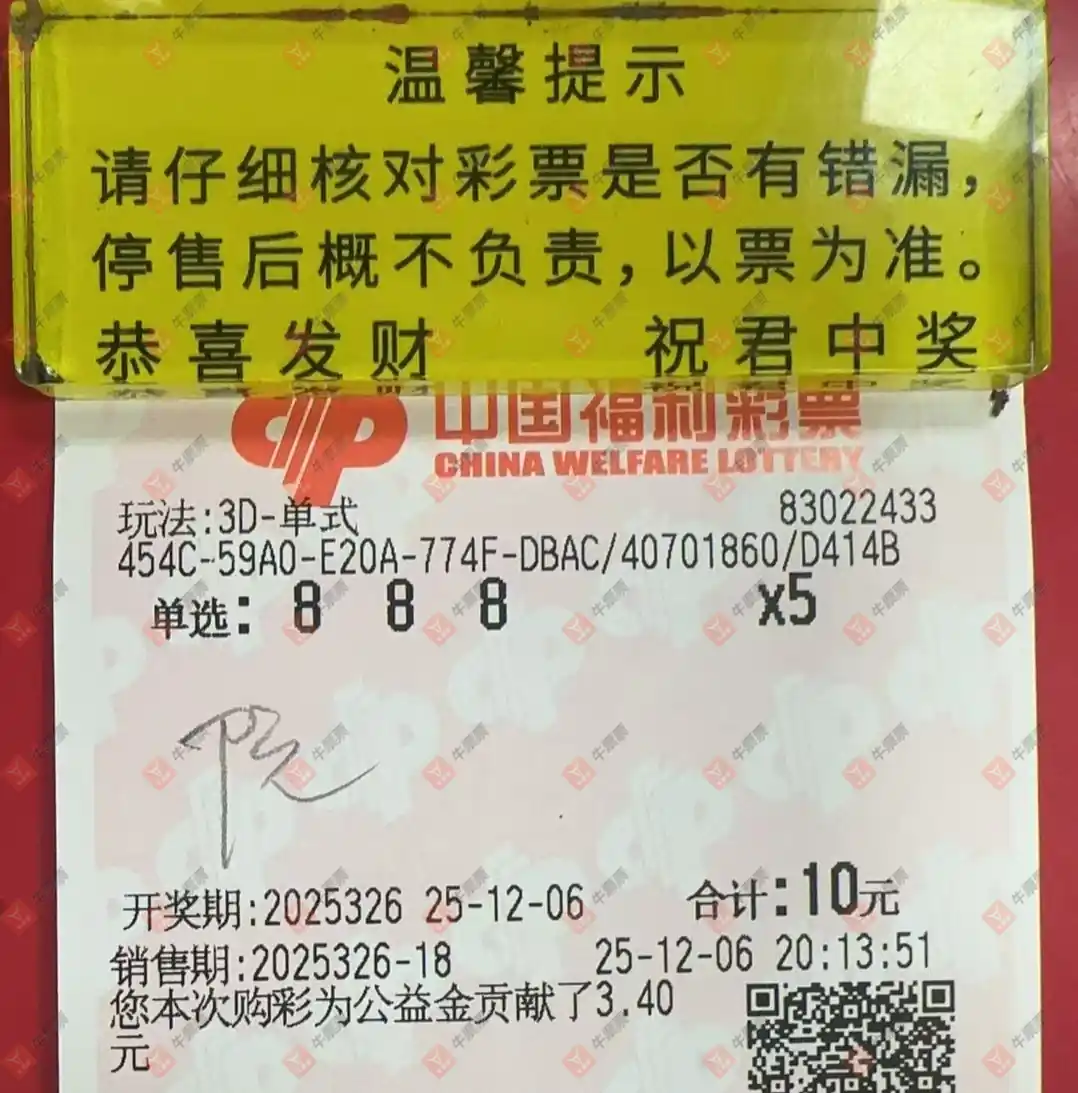 温馨提示
请仔细核对彩票是否有错漏，
停售后概不负责，以票为准。
恭喜发财 祝君中奖
中国福利彩票
CHINA WELFARE LOTTERY
玩法:3D-单式 83022433
454C-59A0-E20A-774F-DBAC/40701860/D414B
单选: 8 8 8 x5
开奖期:2025326 25-12-06 合计:10元
销售期:2025326-18 25-12-06 20:13:51
您本次购彩为公益金贡献了3.40
元